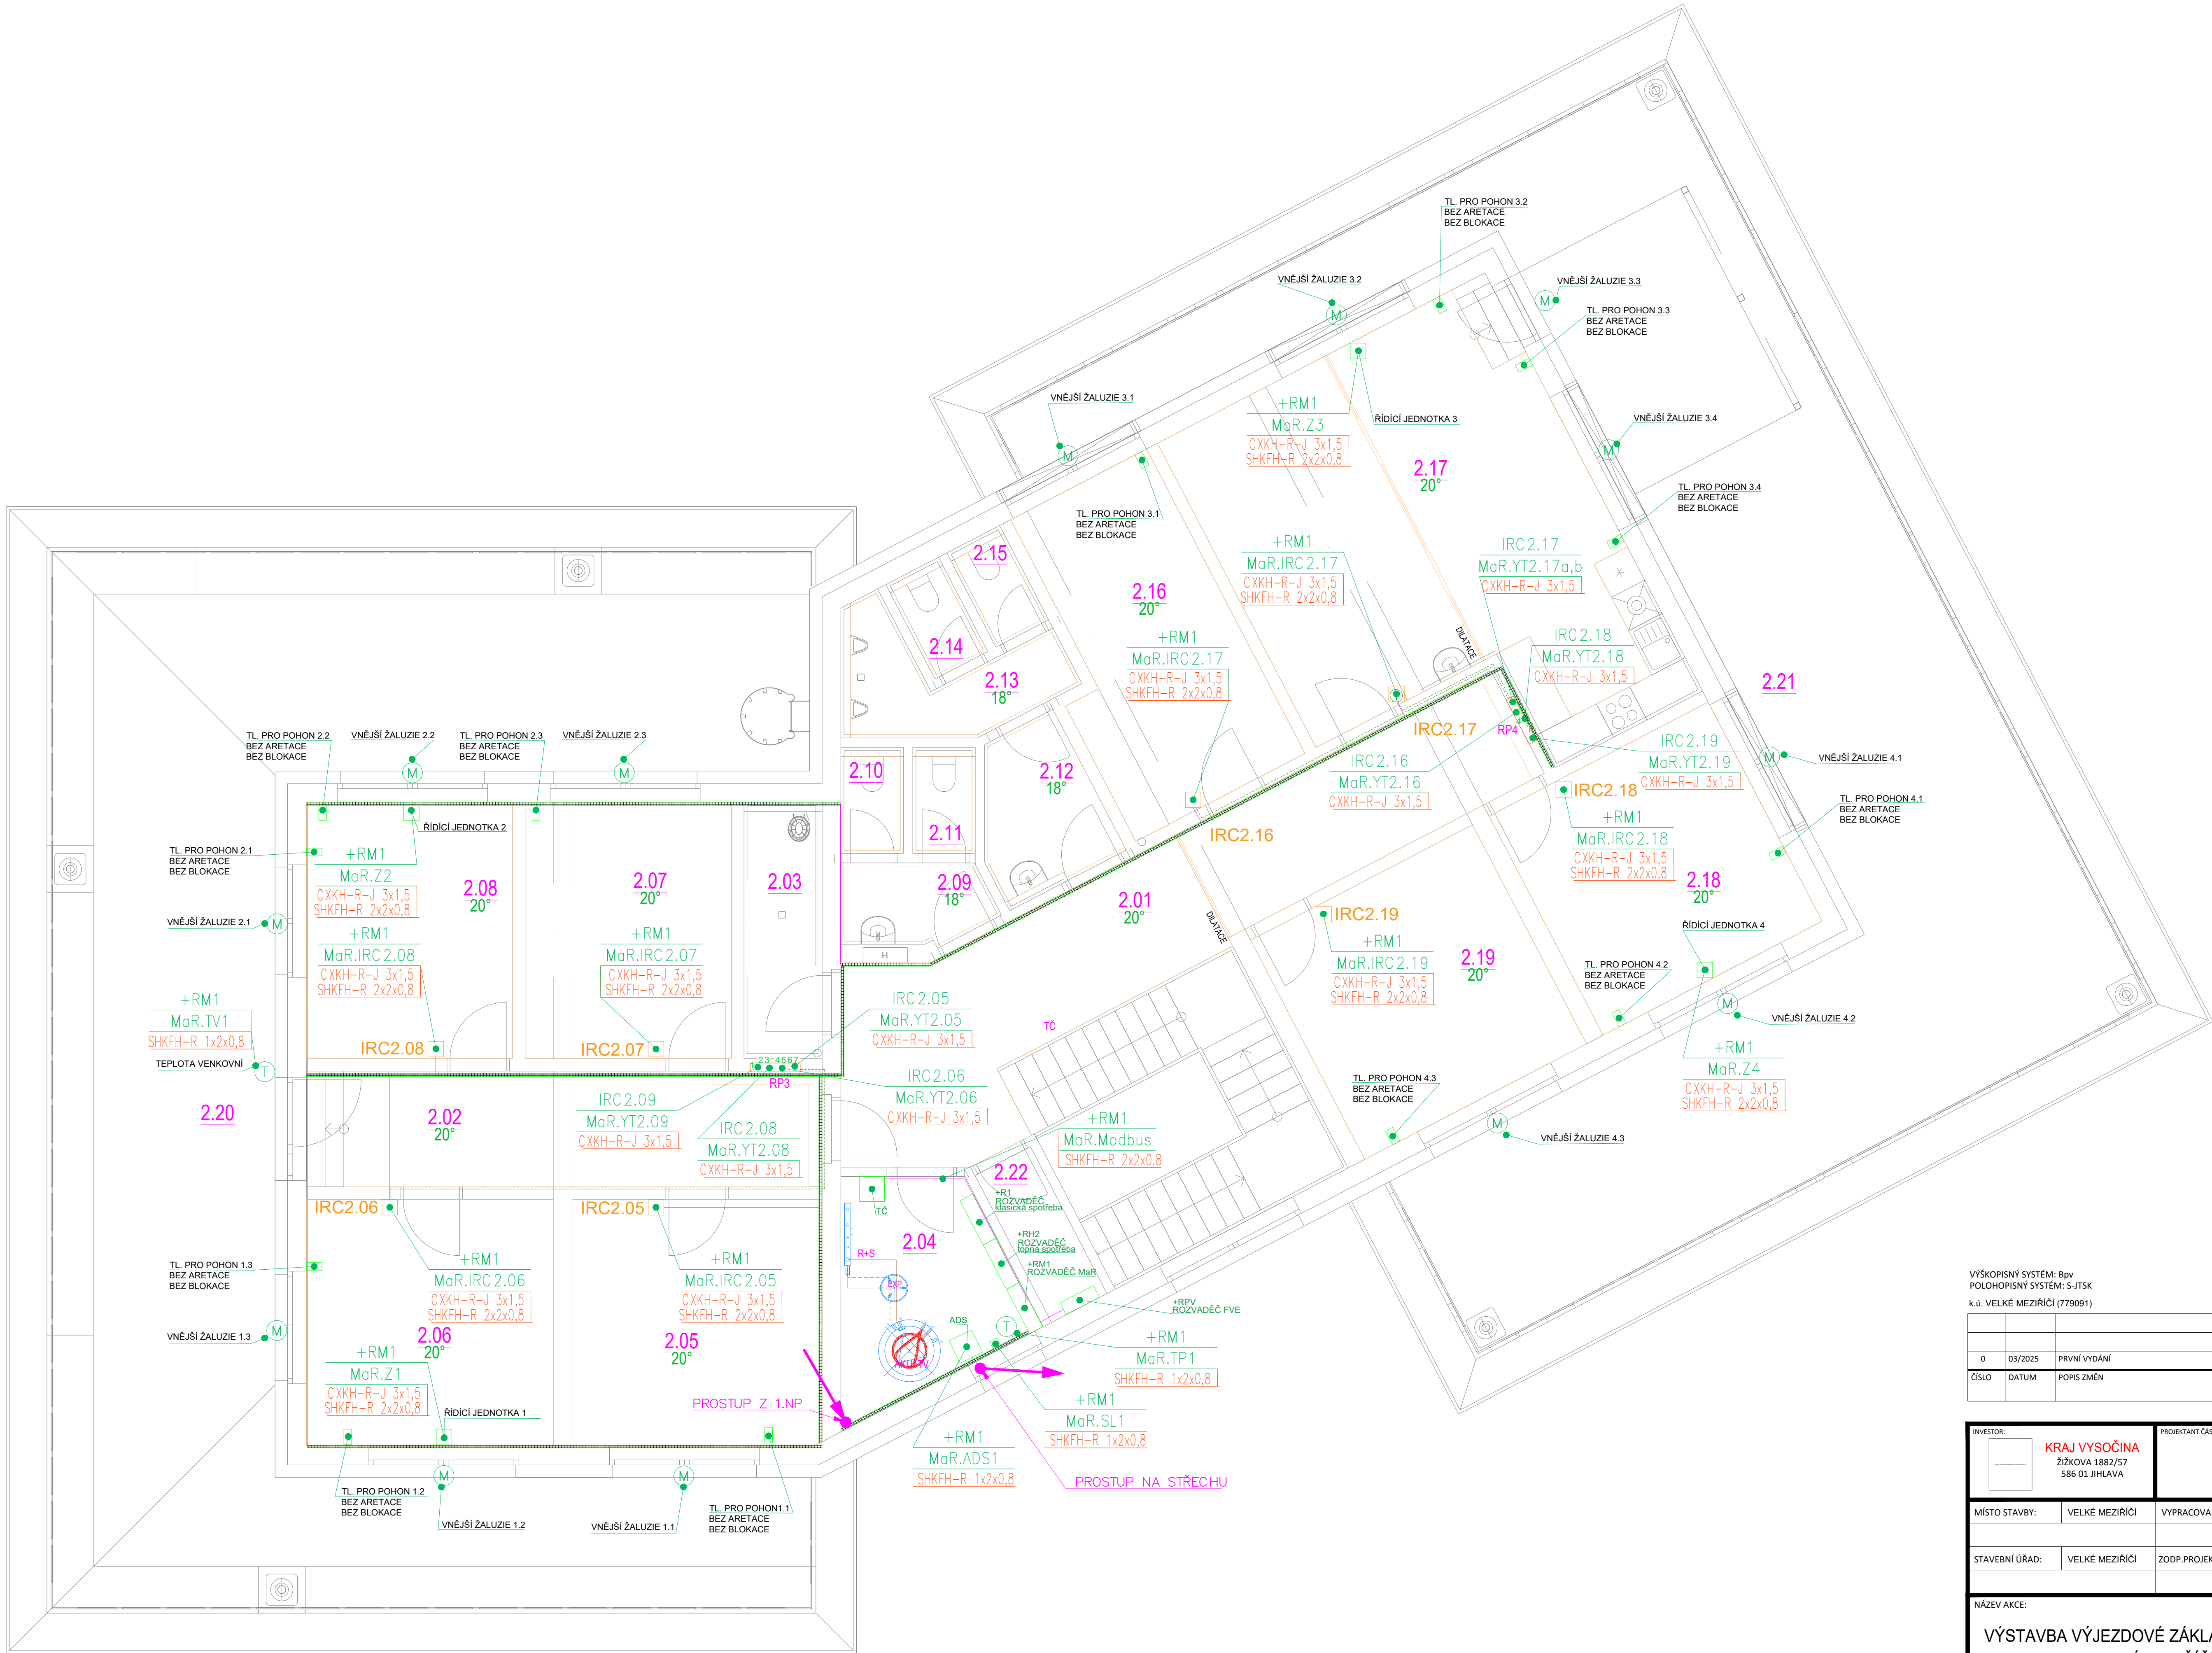 TL. PRO POHON 3.2
BEZ ARETACE
BEZ BLOKACE
VNĚJŠÍ ŽALUZIE 3.2
M
VNĚJŠÍ ŽALUZIE 3.3
M
TL. PRO POHON 3.3
BEZ ARETACE
BEZ BLOKACE
VNĚJŠÍ ŽALUZIE 3.1
M
+RM1
MaR.Z3
CXKH-R-J 3x1,5
SHKFH-R 2x2x0,8
ŘÍDÍCÍ JEDNOTKA 3
VNĚJŠÍ ŽALUZIE 3.4
M
2.17
20°
TL. PRO POHON 3.4
BEZ ARETACE
BEZ BLOKACE
TL. PRO POHON 3.1
BEZ ARETACE
BEZ BLOKACE
2.15
+RM1
MaR.IRC2.17
CXKH-R-J 3x1,5
SHKFH-R 2x2x0,8
IRC2.17
MaR.YT2.17a,b
CXKH-R-J 3x1,5
2.16
20°
2.14
+RM1
MaR.IRC2.17
CXKH-R-J 3x1,5
SHKFH-R 2x2x0,8
DILATACE
IRC2.18
MaR.YT2.18
CXKH-R-J 3x1,5
2.13
18°
2.21
IRC2.17
RP4
4
TL. PRO POHON 2.2
BEZ ARETACE
BEZ BLOKACE
VNĚJŠÍ ŽALUZIE 2.2
M
TL. PRO POHON 2.3
BEZ ARETACE
BEZ BLOKACE
VNĚJŠÍ ŽALUZIE 2.3
M
2.10
2.12
18°
IRC2.16
MaR.YT2.16
CXKH-R-J 3x1,5
IRC2.19
MaR.YT2.19
CXKH-R-J 3x1,5
M
VNĚJŠÍ ŽALUZIE 4.1
IRC2.18
TL. PRO POHON 4.1
BEZ ARETACE
BEZ BLOKACE
ŘÍDÍCÍ JEDNOTKA 2
2.11
IRC2.16
+RM1
MaR.IRC2.18
CXKH-R-J 3x1,5
SHKFH-R 2x2x0,8
TL. PRO POHON 2.1
BEZ ARETACE
BEZ BLOKACE
+RM1
MaR.Z2
CXKH-R-J 3x1,5
SHKFH-R 2x2x0,8
2.08
20°
2.07
20°
2.03
2.09
18°
2.01
20°
2.18
20°
VNĚJŠÍ ŽALUZIE 2.1
M
IRC2.19
DILATACE
ŘÍDÍCÍ JEDNOTKA 4
+RM1
MaR.IRC2.08
CXKH-R-J 3x1,5
SHKFH-R 2x2x0,8
+RM1
MaR.IRC2.07
CXKH-R-J 3x1,5
SHKFH-R 2x2x0,8
H
+RM1
MaR.IRC2.19
CXKH-R-J 3x1,5
SHKFH-R 2x2x0,8
2.19
20°
TL. PRO POHON 4.2
BEZ ARETACE
BEZ BLOKACE
+RM1
MaR.TV1
SHKFH-R 1x2x0,8
TEPLOTA VENKOVNÍ
T
IRC2.05
MaR.YT2.05
CXKH-R-J 3x1,5
TČ
M
VNĚJŠÍ ŽALUZIE 4.2
IRC2.08
IRC2.07
+RM1
MaR.Z4
CXKH-R-J 3x1,5
SHKFH-R 2x2x0,8
RP3
IRC2.06
MaR.YT2.06
CXKH-R-J 3x1,5
TL. PRO POHON 4.3
BEZ ARETACE
BEZ BLOKACE
2.20
2.02
20°
IRC2.09
MaR.YT2.09
CXKH-R-J 3x1,5
IRC2.08
MaR.YT2.08
CXKH-R-J 3x1,5
+RM1
MaR.Modbus
SHKFH-R 2x2x0.8
M
VNĚJŠÍ ŽALUZIE 4.3
2.22
IRC2.06
IRC2.05
TČ
+R1
ROZVADĚČ
klasická spotřeba
2.04
R+S
+RH2
ROZVADĚČ
topná spotřeba
+RM1
ROZVADĚČ MaR
EXP
+RPV
ROZVADĚČ FVE
TL. PRO POHON 1.3
BEZ ARETACE
BEZ BLOKACE
+RM1
MaR.IRC2.06
CXKH-R-J 3x1,5
SHKFH-R 2x2x0,8
+RM1
MaR.IRC2.05
CXKH-R-J 3x1,5
SHKFH-R 2x2x0,8
VNĚJŠÍ ŽALUZIE 1.3
M
2.06
20°
2.05
20°
ADS
T
+RM1
MaR.TP1
SHKFH-R 1x2x0,8
+RM1
MaR.Z1
CXKH-R-J 3x1,5
SHKFH-R 2x2x0,8
ŘÍDÍCÍ JEDNOTKA 1
PROSTUP Z 1.NP
+RM1
MaR.SL1
SHKFH-R 1x2x0,8
+RM1
MaR.ADS1
SHKFH-R 1x2x0,8
PROSTUP NA STŘECHU
M
M
TL. PRO POHON 1.2
BEZ ARETACE
BEZ BLOKACE
VNĚJŠÍ ŽALUZIE 1.2
VNĚJŠÍ ŽALUZIE 1.1
TL. PRO POHON1.1
BEZ ARETACE
BEZ BLOKACE
VÝŠKOPISNÝ SYSTÉM: Bpv
POLOHOPISNÝ SYSTÉM: S-JTSK
k.ú. VELKÉ MEZIŘÍČÍ (779091)
0 03/2025 PRVNÍ VYDÁNÍ
ČÍSLO DATUM POPIS ZMĚN
INVESTOR:
KRAJ VYSOČINA
ŽIŽKOVA 1882/57
586 01 JIHLAVA
PROJEKTANT ČÁS
MÍSTO STAVBY: VELKÉ MEZIŘÍČÍ VYPRACOVA
STAVEBNÍ ÚŘAD: VELKÉ MEZIŘÍČÍ ZODP.PROJEK
NÁZEV AKCE:
VÝSTAVBA VÝJEZDOVÉ ZÁKLA